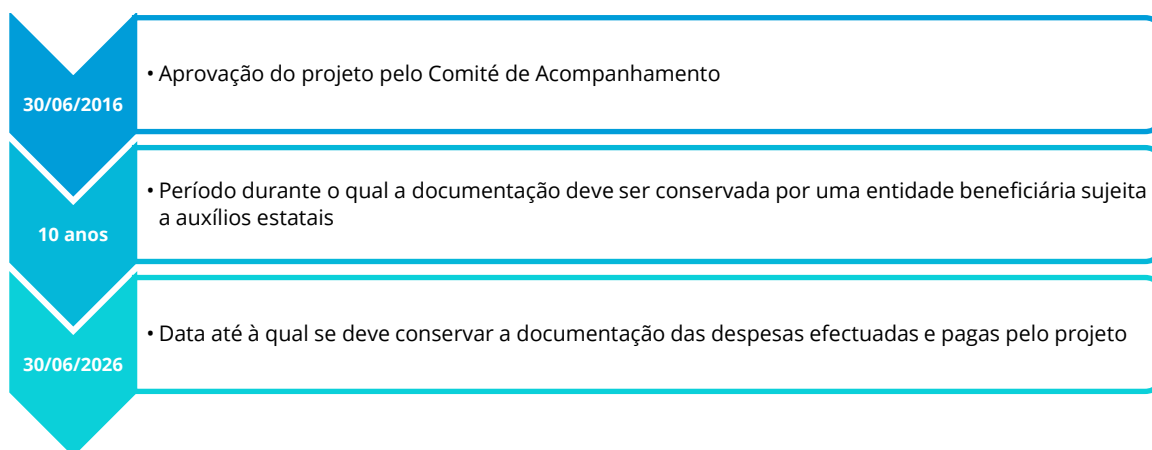 30/06/2016
• Aprovação do projeto pelo Comité de Acompanhamento
10 anos
• Período durante o qual a documentação deve ser conservada por uma entidade beneficiária sujeita
a auxílios estatais
30/06/2026
• Data até à qual se deve conservar a documentação das despesas efectuadas e pagas pelo projeto